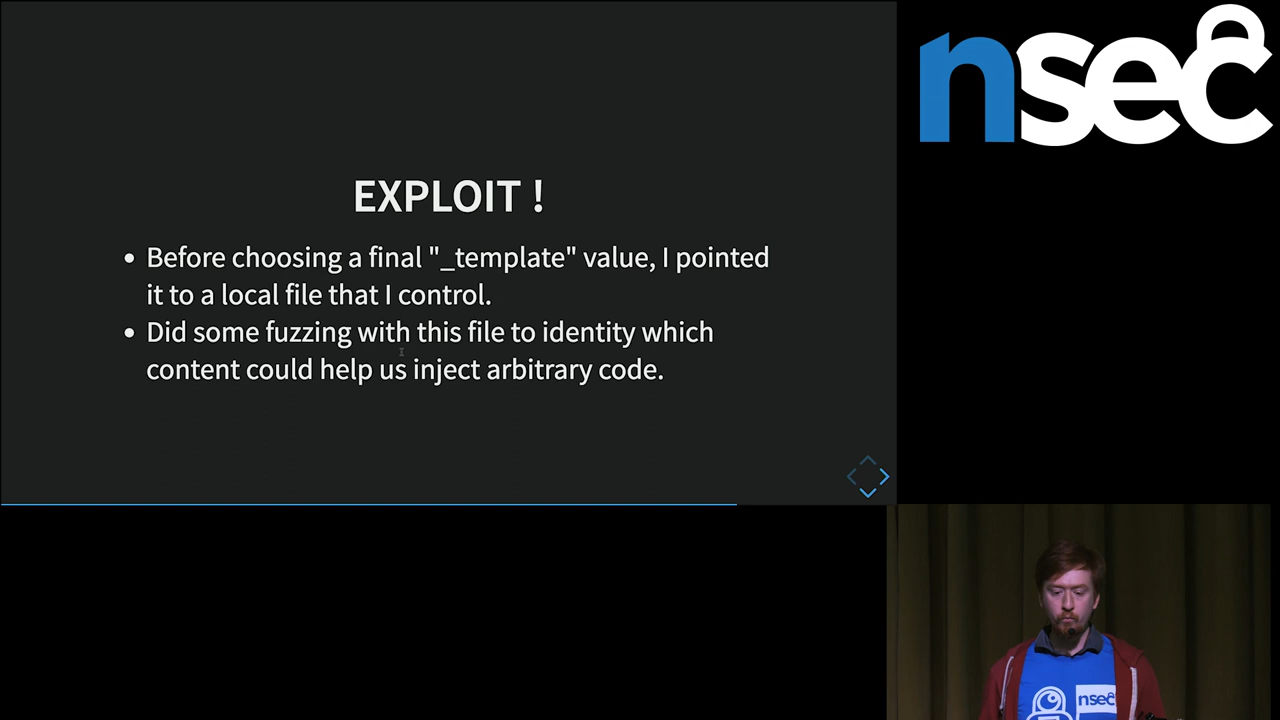 nsec
EXPLOIT !
Before choosing a final "_template" value, I pointed
it to a local file that I control.
Did some fuzzing with this file to identity which
content could help us inject arbitrary code.
nsec